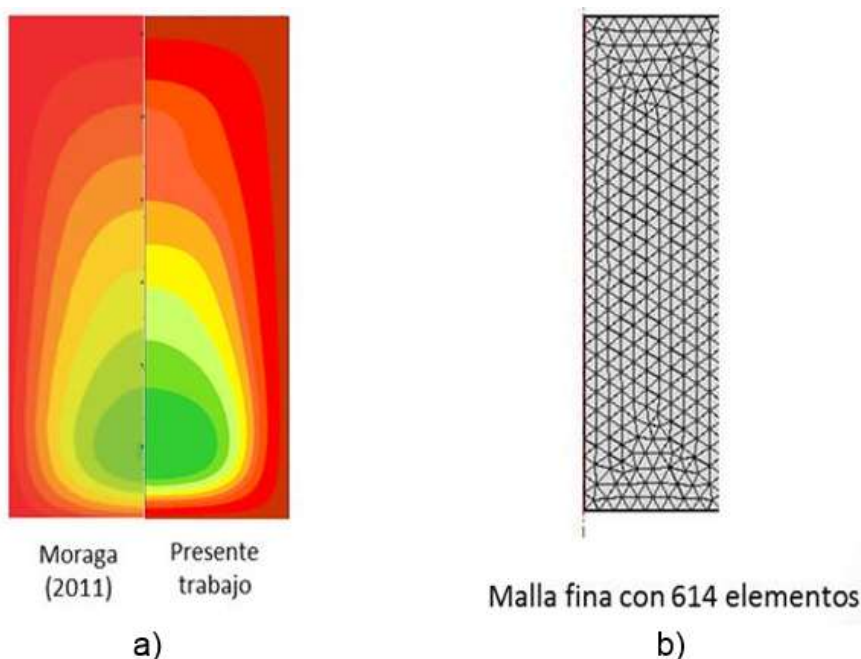 Moraga
(2011)
Presente
trabajo
a)
Malla fina con 614 elementos
b)